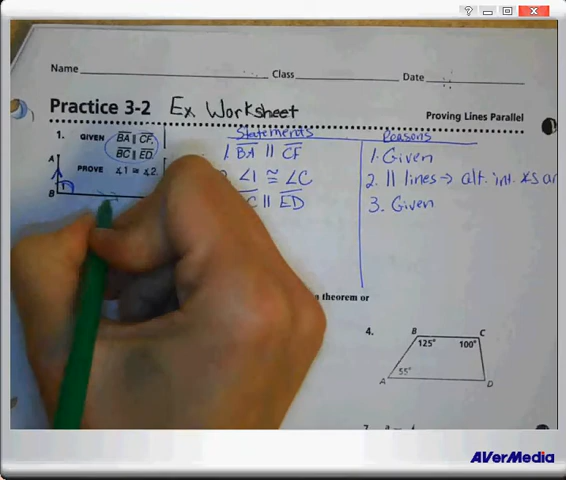 Name Class Date
Practice 3-2 Ex Worksheet Proving Lines Parallel
Statements Reasons
1. GIVEN BA || CF, 1. BA || CF 1. Given
BC || ED
PROVE ∡1 ≅ ∡2. ∠1 ≅ ∠C 2. || lines → alt. int. ∡s ar
|| ED 3. Given
A
1
B
a theorem or
4. B C
125° 100°
55°
A D
AVerMedia